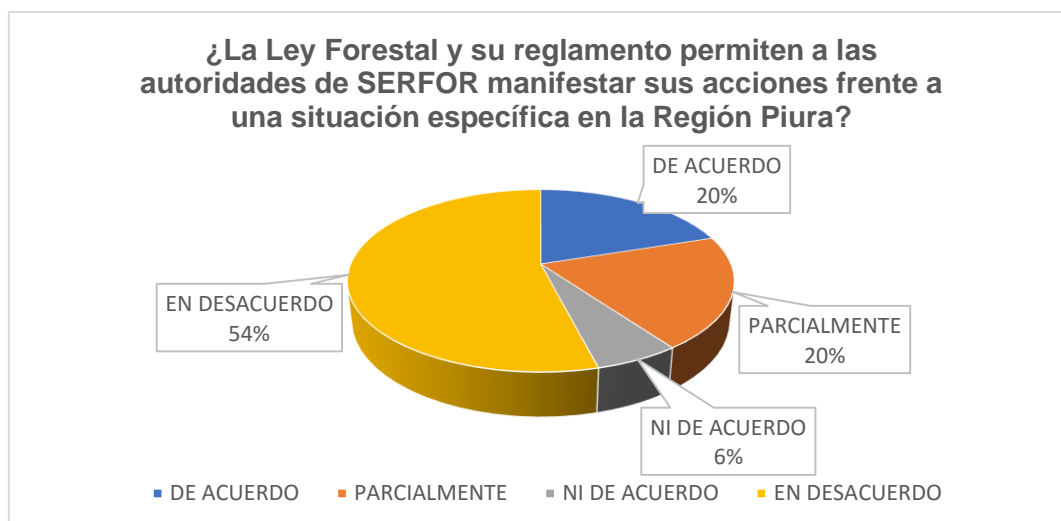 ¿La Ley Forestal y su reglamento permiten a las
autoridades de SERFOR manifestar sus acciones frente a
una situación específica en la Región Piura?
DE ACUERDO
20%
EN DESACUERDO
54%
PARCIALMENTE
20%
NI DE ACUERDO
6%
DE ACUERDO PARCIALMENTE NI DE ACUERDO EN DESACUERDO